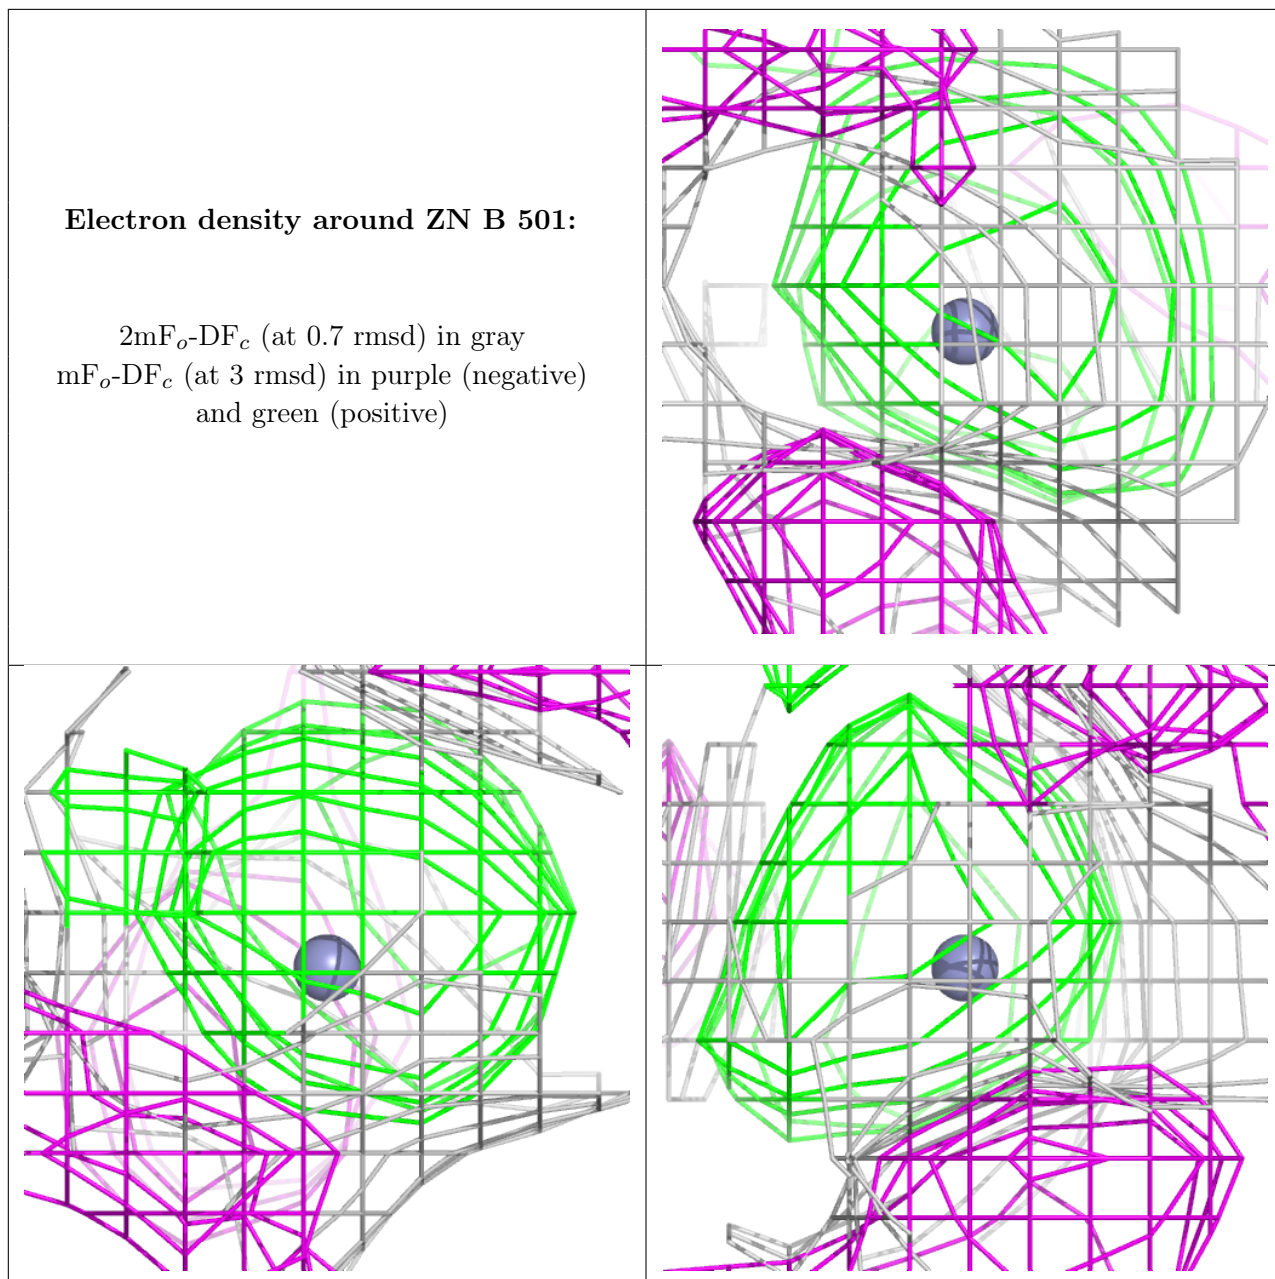 Electron density around ZN B 501:
2mFo-DFc (at 0.7 rmsd) in gray
mFo-DFc (at 3 rmsd) in purple (negative)
and green (positive)